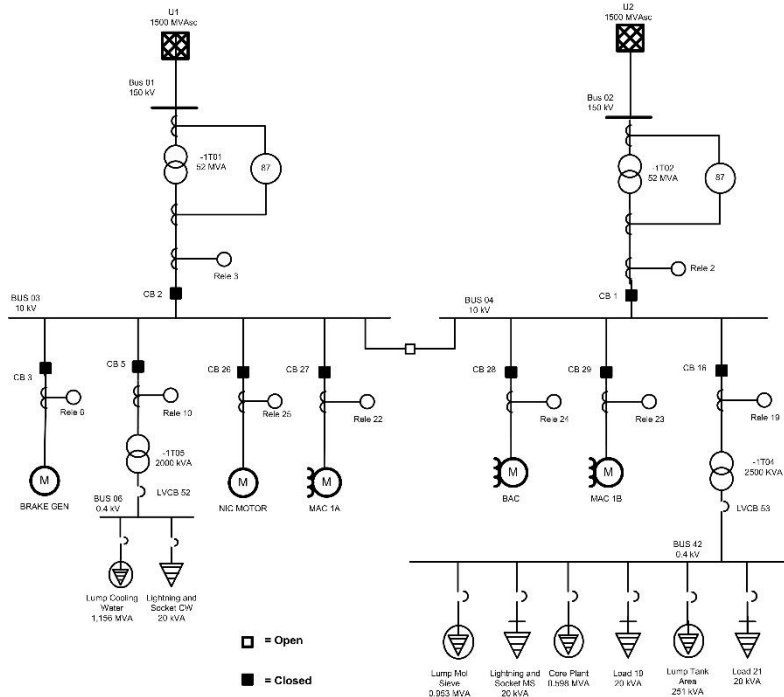 U1
1500 MVAsc
U2
1500 MVAsc
Bus 01
150 kV
Bus 02
150 kV
-1T01
52 MVA
87
-1T02
52 MVA
87
Rele 3
Rele 2
CB 2
CB 1
BUS 03
10 kV
BUS 04
10 kV
CB 3
CB 5
CB 26
CB 27
CB 28
CB 29
CB 16
Rele 6
Rele 10
Rele 25
Rele 22
Rele 24
Rele 23
Rele 19
-1T05
2000 kVA
-1T04
2500 KVA
M
M
M
M
M
BRAKE GEN
LVCB 52
NIC MOTOR
MAC 1A
BAC
MAC 1B
LVCB 53
BUS 06
0.4 kV
BUS 42
0.4 kV
Lump Cooling
Water
1,156 MVA
Lightning and
Socket CW
20 kVA
= Open
= Closed
Lump Mol
Sieve
0.953 MVA
Lightning and
Socket MS
20 kVA
Core Plant
0.598 MVA
Load 19
20 kVA
Lump Tank
Area
251 kVA
Load 21
20 kVA